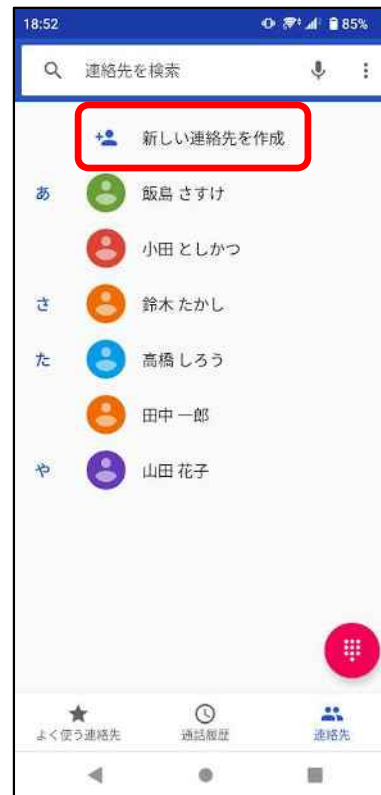 18:52 85%
連絡先を検索
新しい連絡先を作成
あ 飯島 さすけ
小田 としかつ
さ 鈴木 たかし
た 高橋 しろう
田中 一郎
や 山田 花子
よく使う連絡先 通話履歴 連絡先